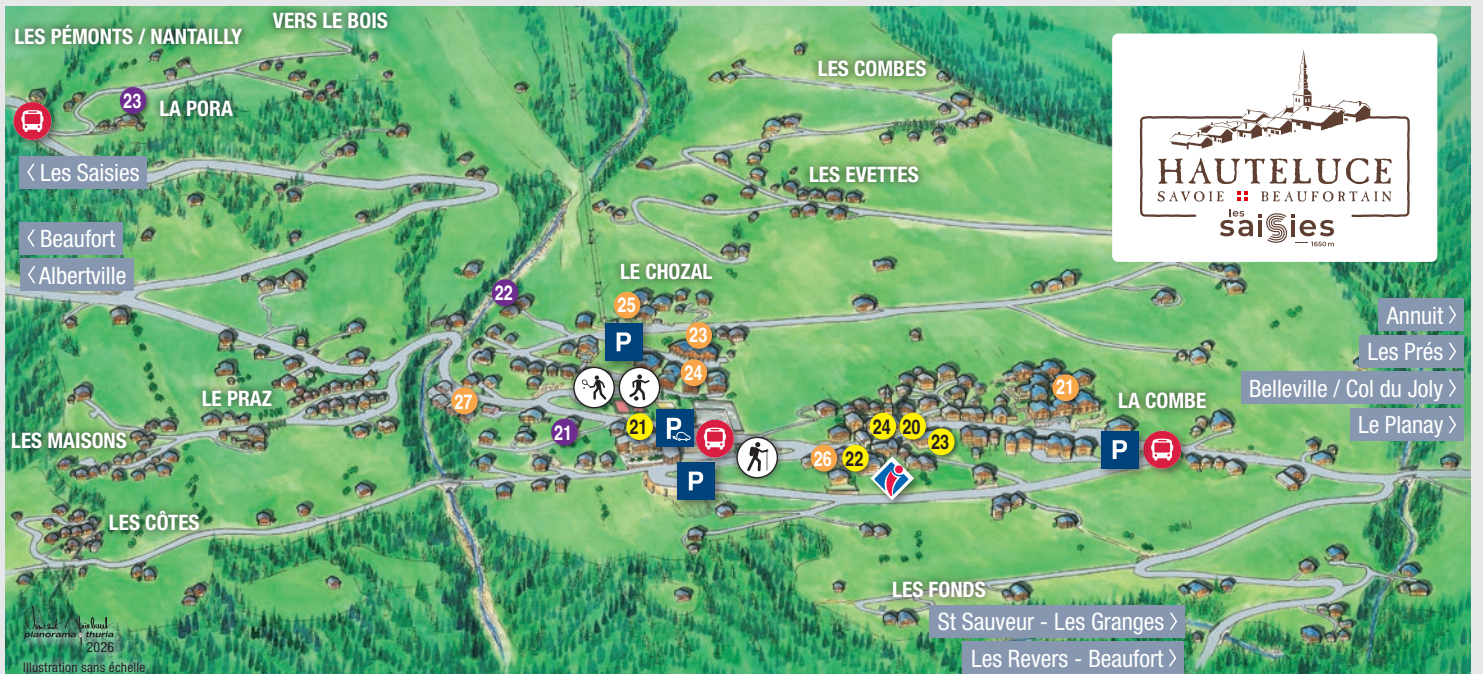 VERS LE BOIS
LES PÉMONTS / NANTAILLY
23
LA PORA
< Les Saisies
< Beaufort
< Albertville
LES COMBES
LES EVETTES
HAUTELUCE
SAVOIE BEAUFORTAIN
les
saisies
1650 m
LE CHOZAL
22
25
P
23
24
Annuit >
Les Prés >
Belleville / Col du Joly >
Le Planay >
LE PRAZ
27
21
LA COMBE
LES MAISONS
21
21
P
P
24
20
23
26
22
P
LES CÔTES
LES FONDS
St Sauveur - Les Granges >
Les Revers - Beaufort >
planorama thuria
2026
Illustration sans échelle